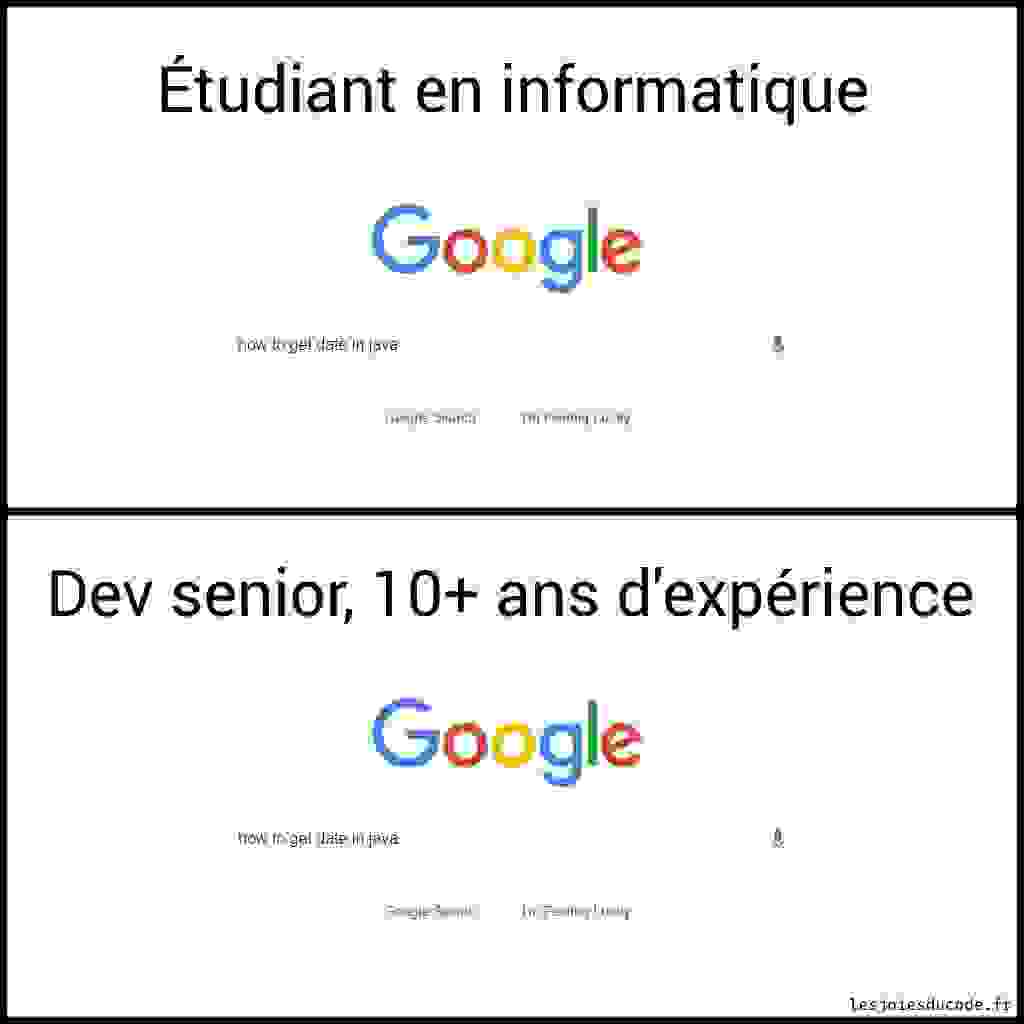 Étudiant en informatique
Google
how to get date in java
Google Search I'm Feeling Lucky
Dev senior, 10+ ans d'expérience
Google
how to get date in java
Google Search I'm Feeling Lucky
lesjoiesducode.fr